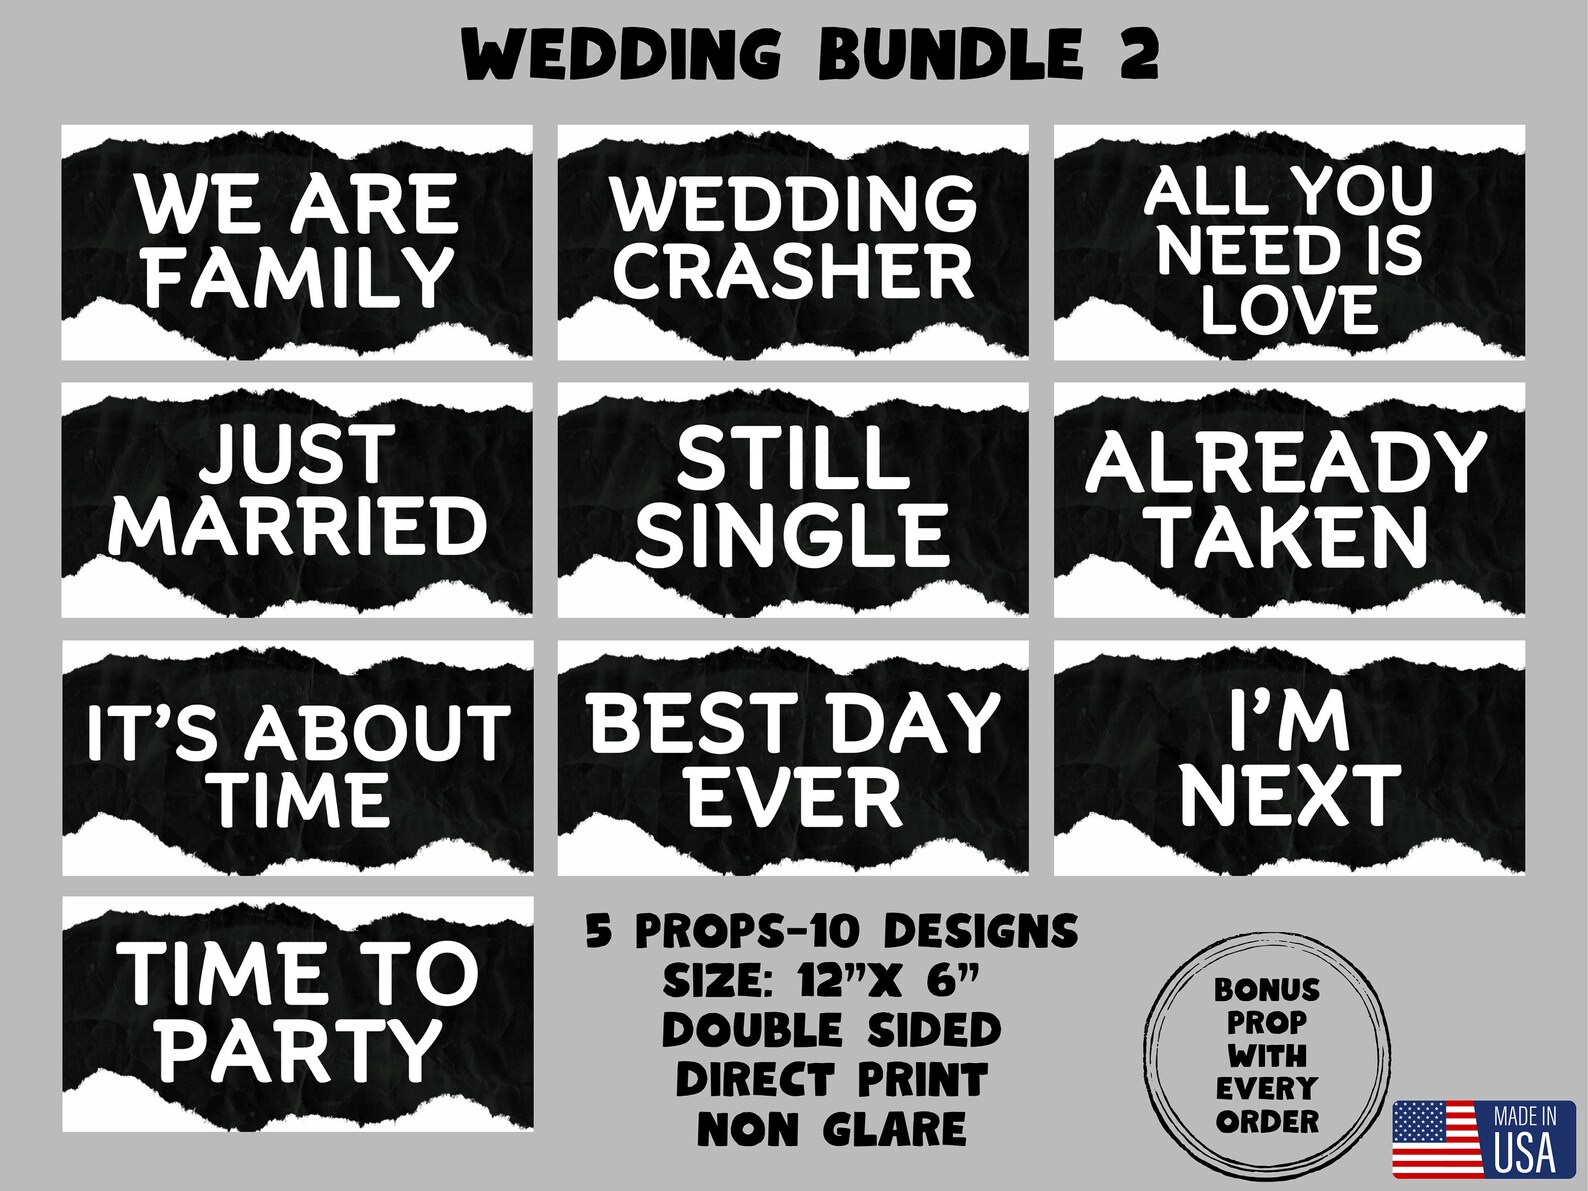 WEDDING BUNDLE 2
WE ARE
FAMILY
WEDDING
CRASHER
ALL YOU
NEED IS
LOVE
JUST
MARRIED
STILL
SINGLE
ALREADY
TAKEN
IT'S ABOUT
TIME
BEST DAY
EVER
I'M
NEXT
TIME TO
PARTY
5 PROPS-10 DESIGNS
SIZE: 12"X 6"
DOUBLE SIDED
DIRECT PRINT
NON GLARE
BONUS
PROP
WITH
EVERY
ORDER
MADE IN
USA